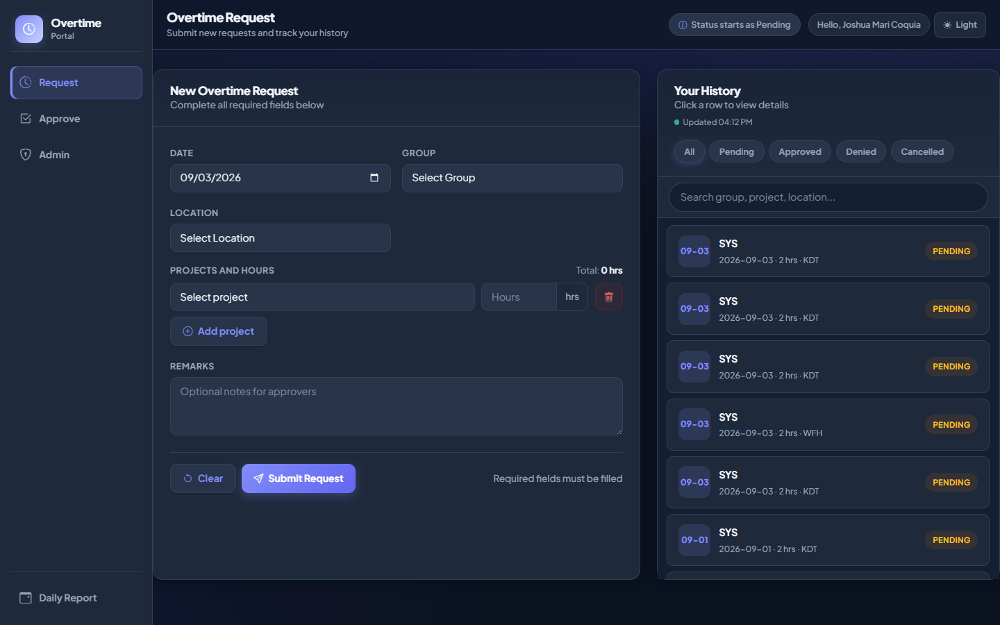 Overtime
Portal
Request
Approve
Admin
Daily Report
Overtime Request
Submit new requests and track your history
Status starts as Pending
Hello, Joshua Mari Coquia
Light
New Overtime Request
Complete all required fields below
DATE
GROUP
09/03/2026
Select Group
LOCATION
Select Location
PROJECTS AND HOURS
Total: 0 hrs
Select project
Hours
hrs
Add project
REMARKS
Optional notes for approvers
Clear
Submit Request
Required fields must be filled
Your History
Click a row to view details
Updated 04:12 PM
All
Pending
Approved
Denied
Cancelled
Search group, project, location...
09-03
SYS
2026-09-03 · 2 hrs · KDT
PENDING
09-03
SYS
2026-09-03 · 2 hrs · KDT
PENDING
09-03
SYS
2026-09-03 · 2 hrs · KDT
PENDING
09-03
SYS
2026-09-03 · 2 hrs · WFH
PENDING
09-03
SYS
2026-09-03 · 2 hrs · KDT
PENDING
09-01
SYS
2026-09-01 · 2 hrs · KDT
PENDING